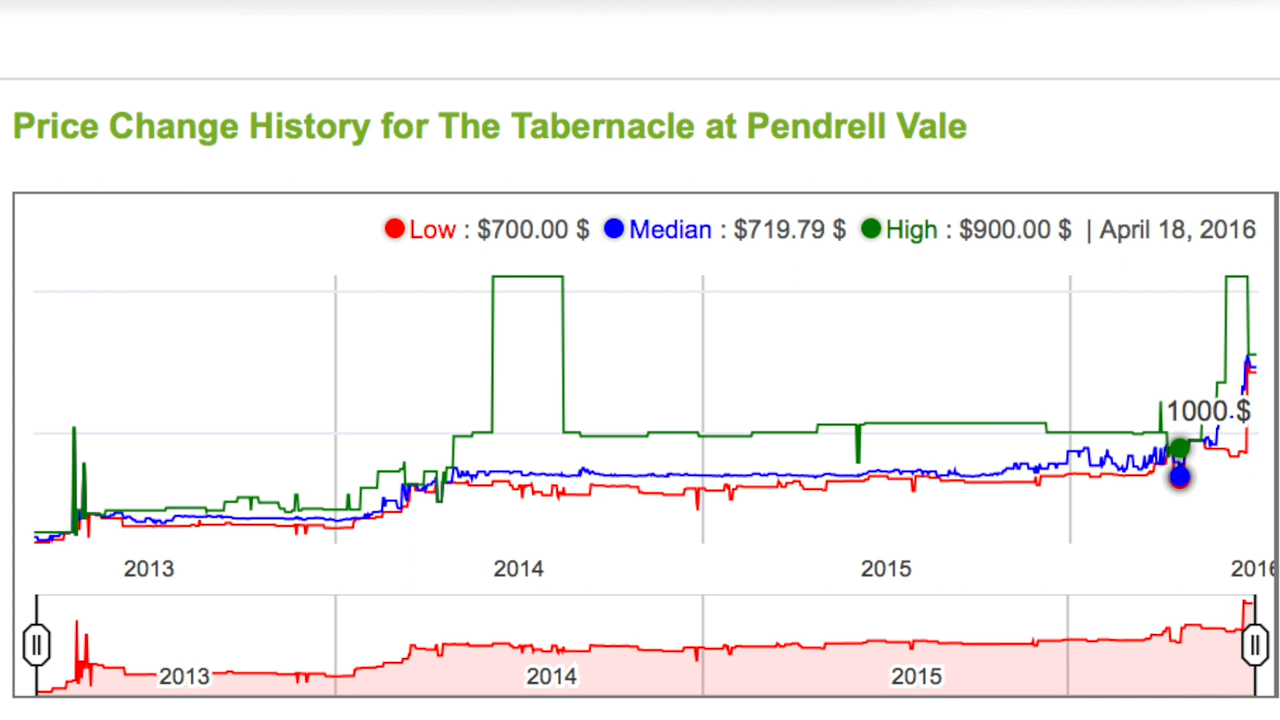 Price Change History for The Tabernacle at Pendrell Vale
Low : $700.00 $ Median : $719.79 $ High : $900.00 $ | April 18, 2016
1000 $
2013 2014 2015 2016
2013 2014 2015